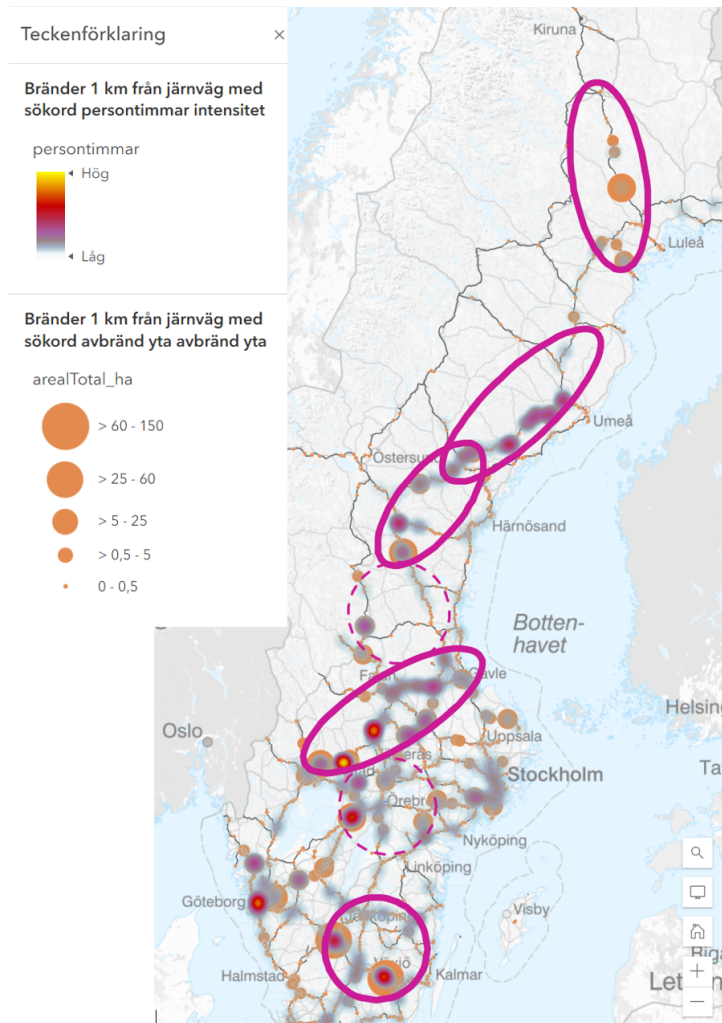 Teckenförklaring
×
Bränder 1 km från järnväg med
sökord persontimmar intensitet
persontimmar
Hög
Låg
Bränder 1 km från järnväg med
sökord avbränd yta avbränd yta
arealTotal_ha
> 60 - 150
> 25 - 60
> 5 - 25
> 0,5 - 5
0 - 0,5
Kiruna
Luleå
Umeå
Östersund
Härnösand
Botten-
havet
Gävle
Oslo
Helsin
Uppsala
Ta
Stockholm
Örebr
Nyköping
Linköping
Göteborg
Visby
Jönköping
Växjö
Riga
Halmstad
Kalmar
Let